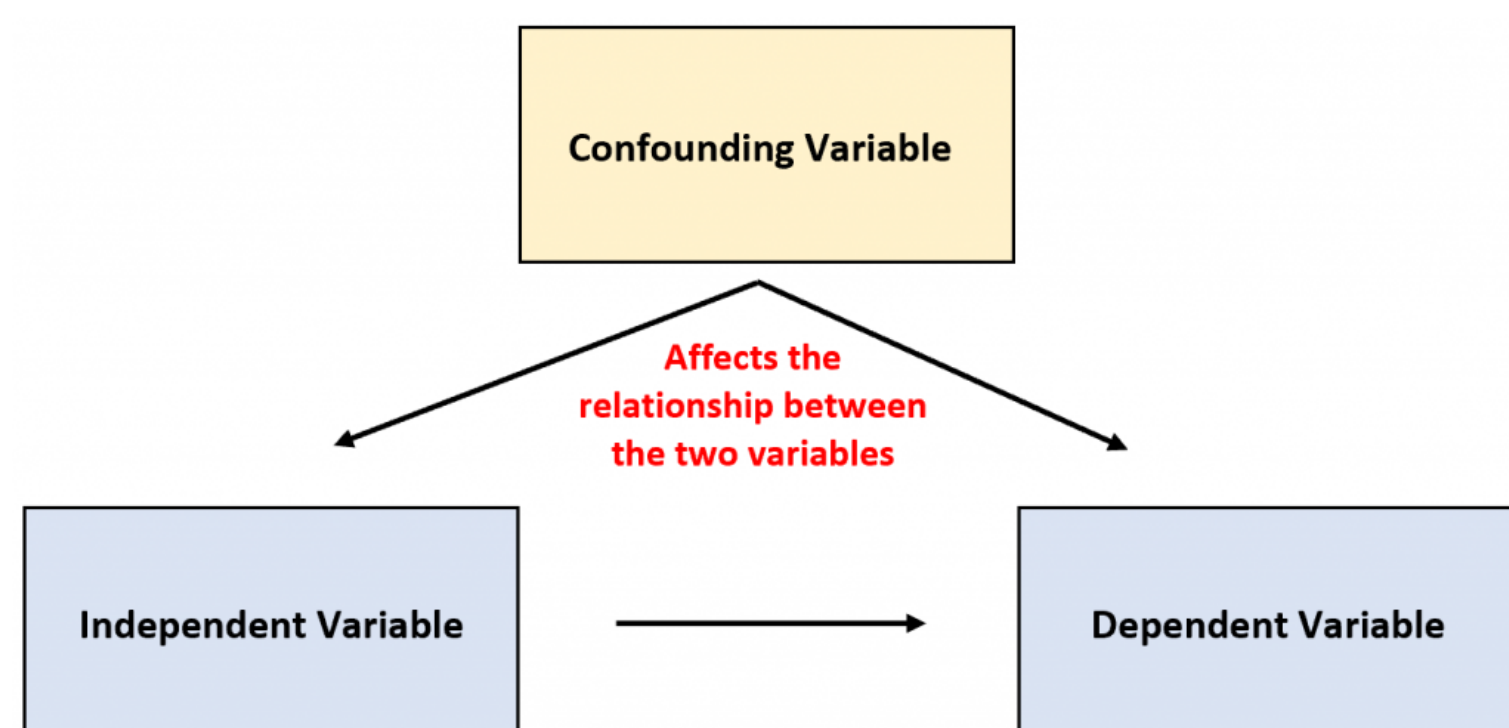 Confounding Variable
Affects the
relationship between
the two variables
Independent Variable
Dependent Variable